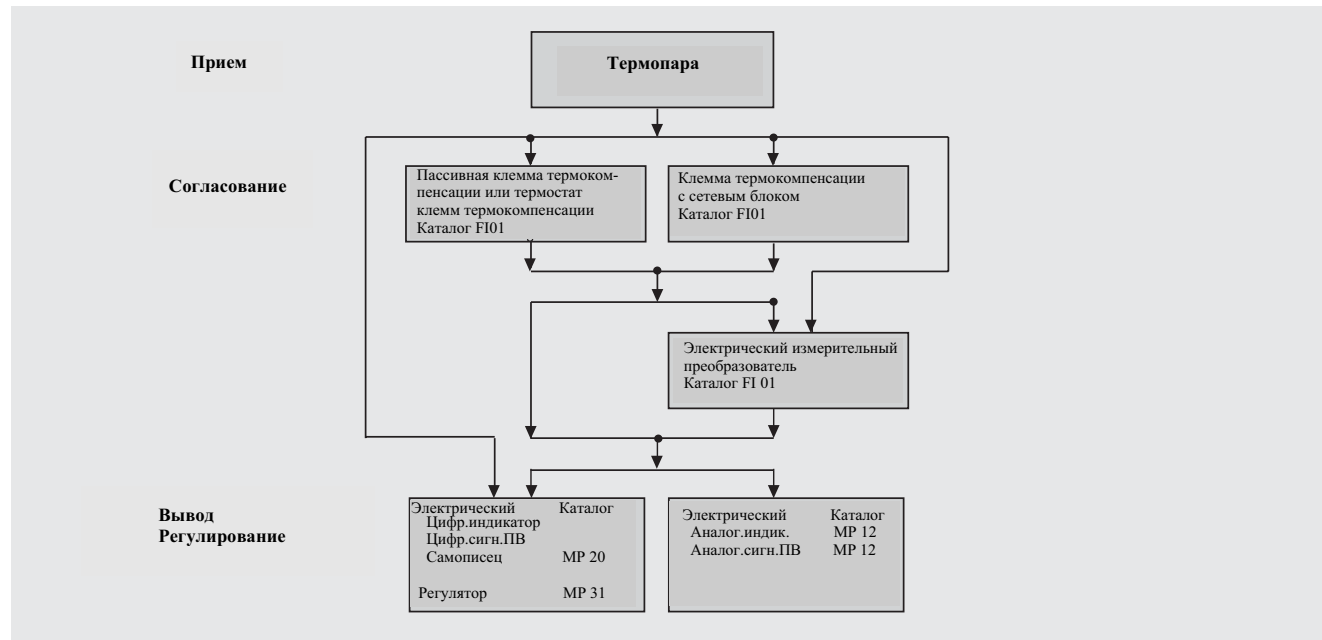 Прием
Термопара
Согласование
Пассивная клемма термоком-
пенсации или термостат
клемм термокомпенсации
Каталог FI01
Клемма термокомпенсации
с сетевым блоком
Каталог FI01
Электрический измерительный
преобразователь
Каталог FI 01
Вывод
Регулирование
Электрический Каталог
Цифр.индикатор
Цифр.сигн.ПВ
Самописец MP 20
Регулятор MP 31
Электрический Каталог
Аналог.индик. MP 12
Аналог.сигн.ПВ MP 12